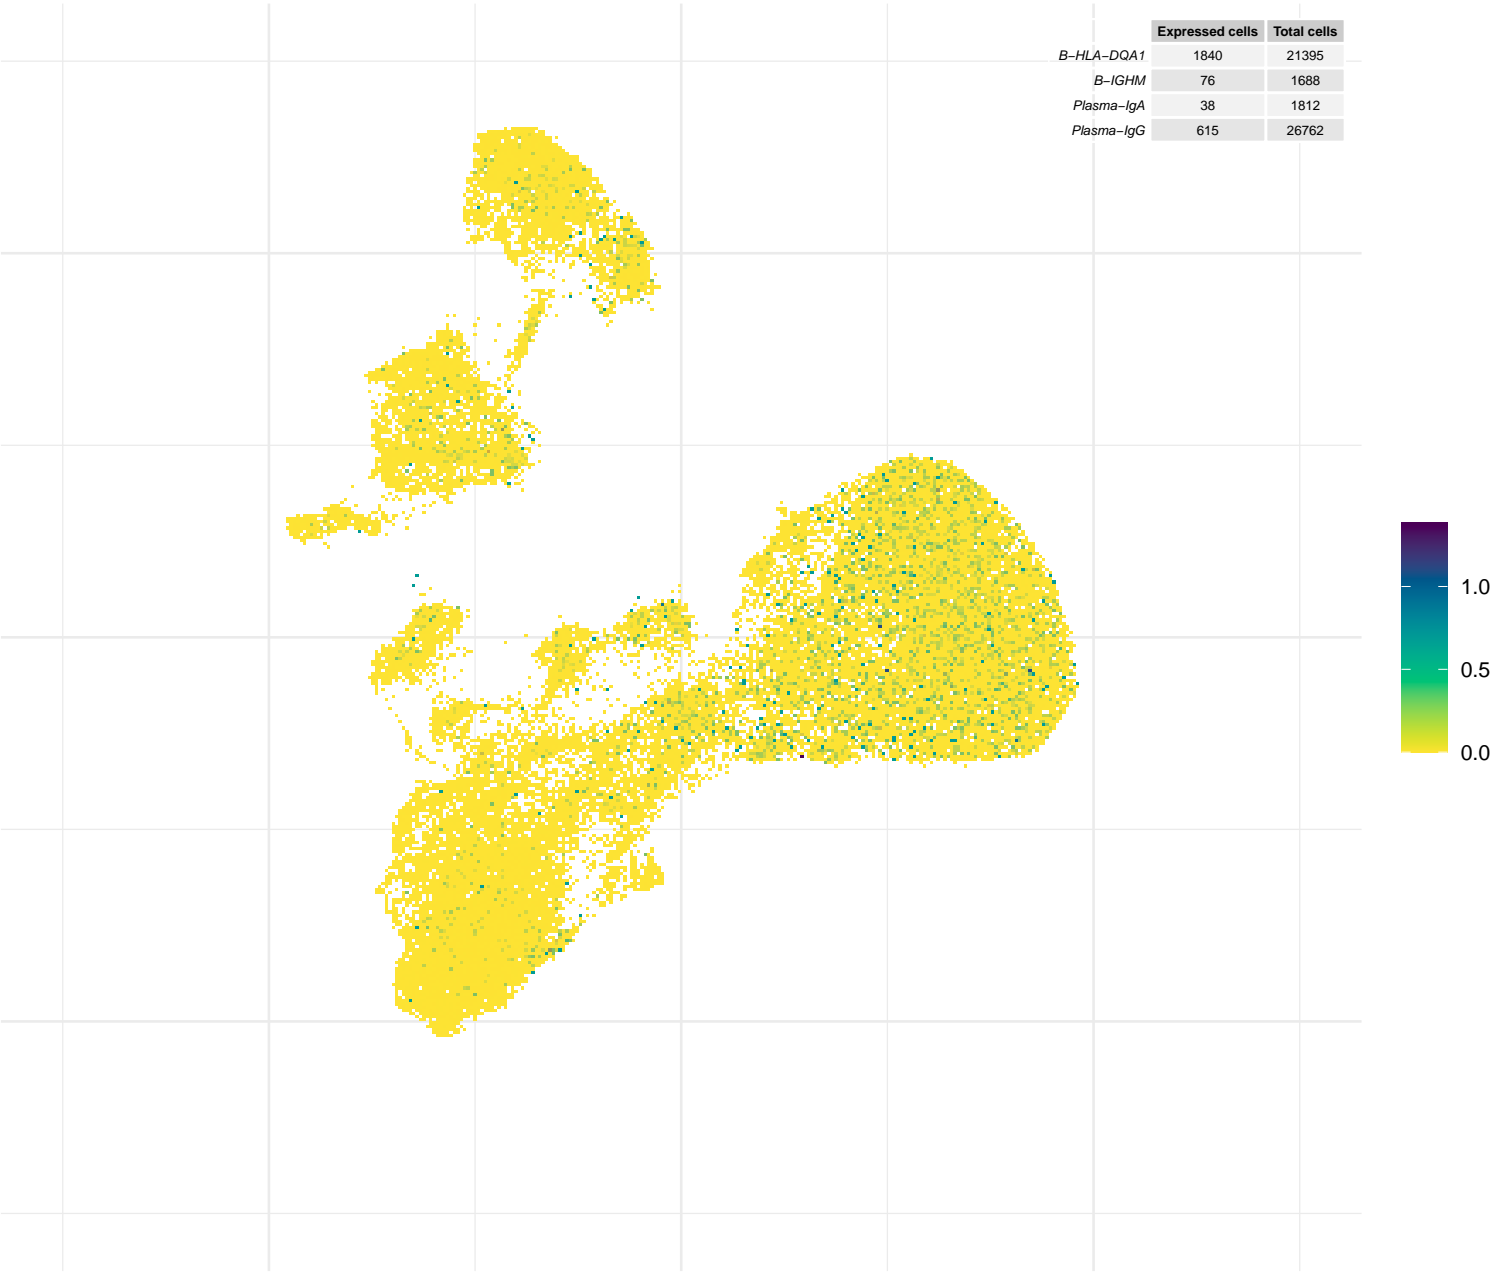 Expressed cells Total cells
B−HLA−DQA1 1840 21395
B−IGHM 76 1688
Plasma−IgA 38 1812
Plasma−IgG 615 26762
1.0
0.5
0.0